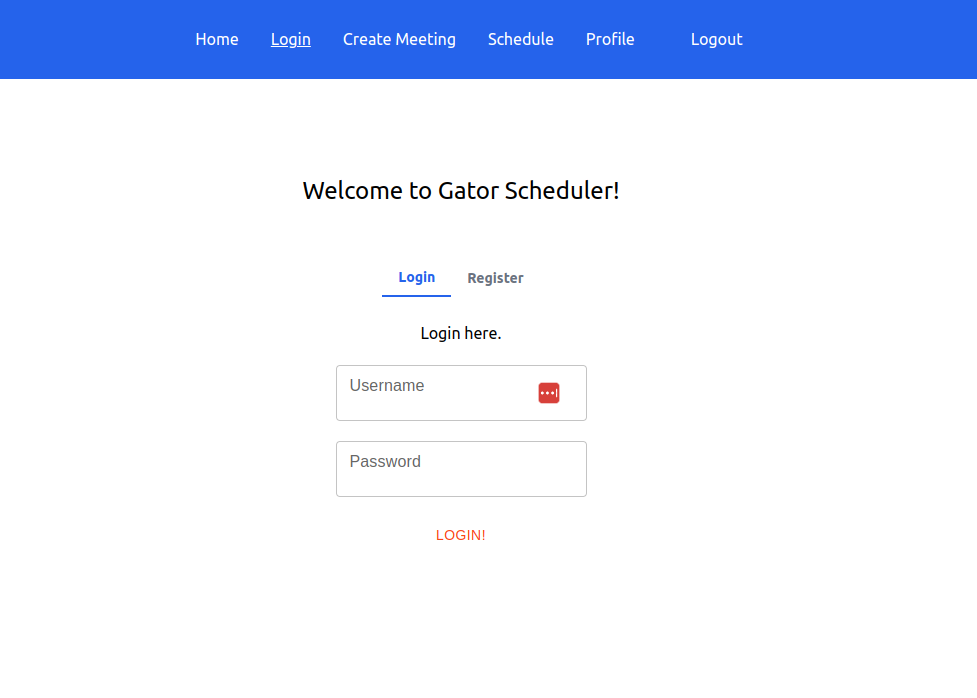 Home Login Create Meeting Schedule Profile Logout
Welcome to Gator Scheduler!
Login Register
Login here.
Username
Password
LOGIN!